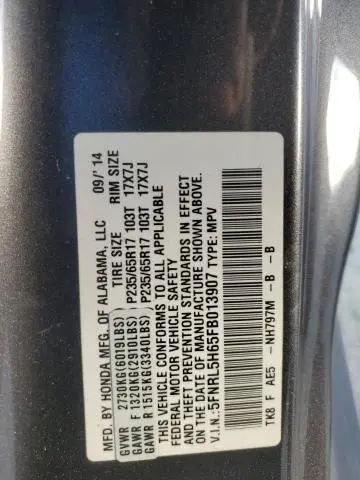 MFD. BY HONDA MFG. OF ALABAMA, LLC 09/'14
TIRE SIZE RIM SIZE
GVWR 2730KG(6019LBS)
GAWR F 1320KG(2910LBS) P235/65R17 103T 17X7J
GAWR R 1515KG(3340LBS) P235/65R17 103T 17X7J
THIS VEHICLE CONFORMS TO ALL APPLICABLE
FEDERAL MOTOR VEHICLE SAFETY
AND THEFT PREVENTION STANDARDS IN EFFECT
ON THE DATE OF MANUFACTURE SHOWN ABOVE.
V.I.N.:5FNRL5H65FB013907 TYPE: MPV
TK8 F AE5 -NH797M -B -B